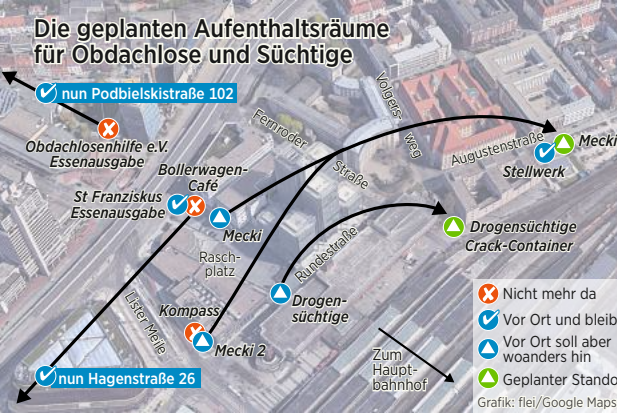 Die geplanten Aufenthaltsräume
für Obdachlose und Süchtige
nun Podbielskistraße 102
Obdachlosenhilfe e.V.
Essenausgabe
Bollerwagen-
Café
St Franziskus
Essenausgabe
Mecki
Fernroder
Straße
Volgers-
weg
Augustenstraße
Mecki
Stellwerk
Rasch-
platz
Rundestraße
Drogensüchtige
Crack-Container
Drogen-
süchtige
Lister Meile
Kompass
Mecki 2
nun Hagenstraße 26
Zum
Haupt-
bahnhof
Nicht mehr da
Vor Ort und bleib
Vor Ort soll aber
woanders hin
Geplanter Stando
Grafik: flei/Google Maps